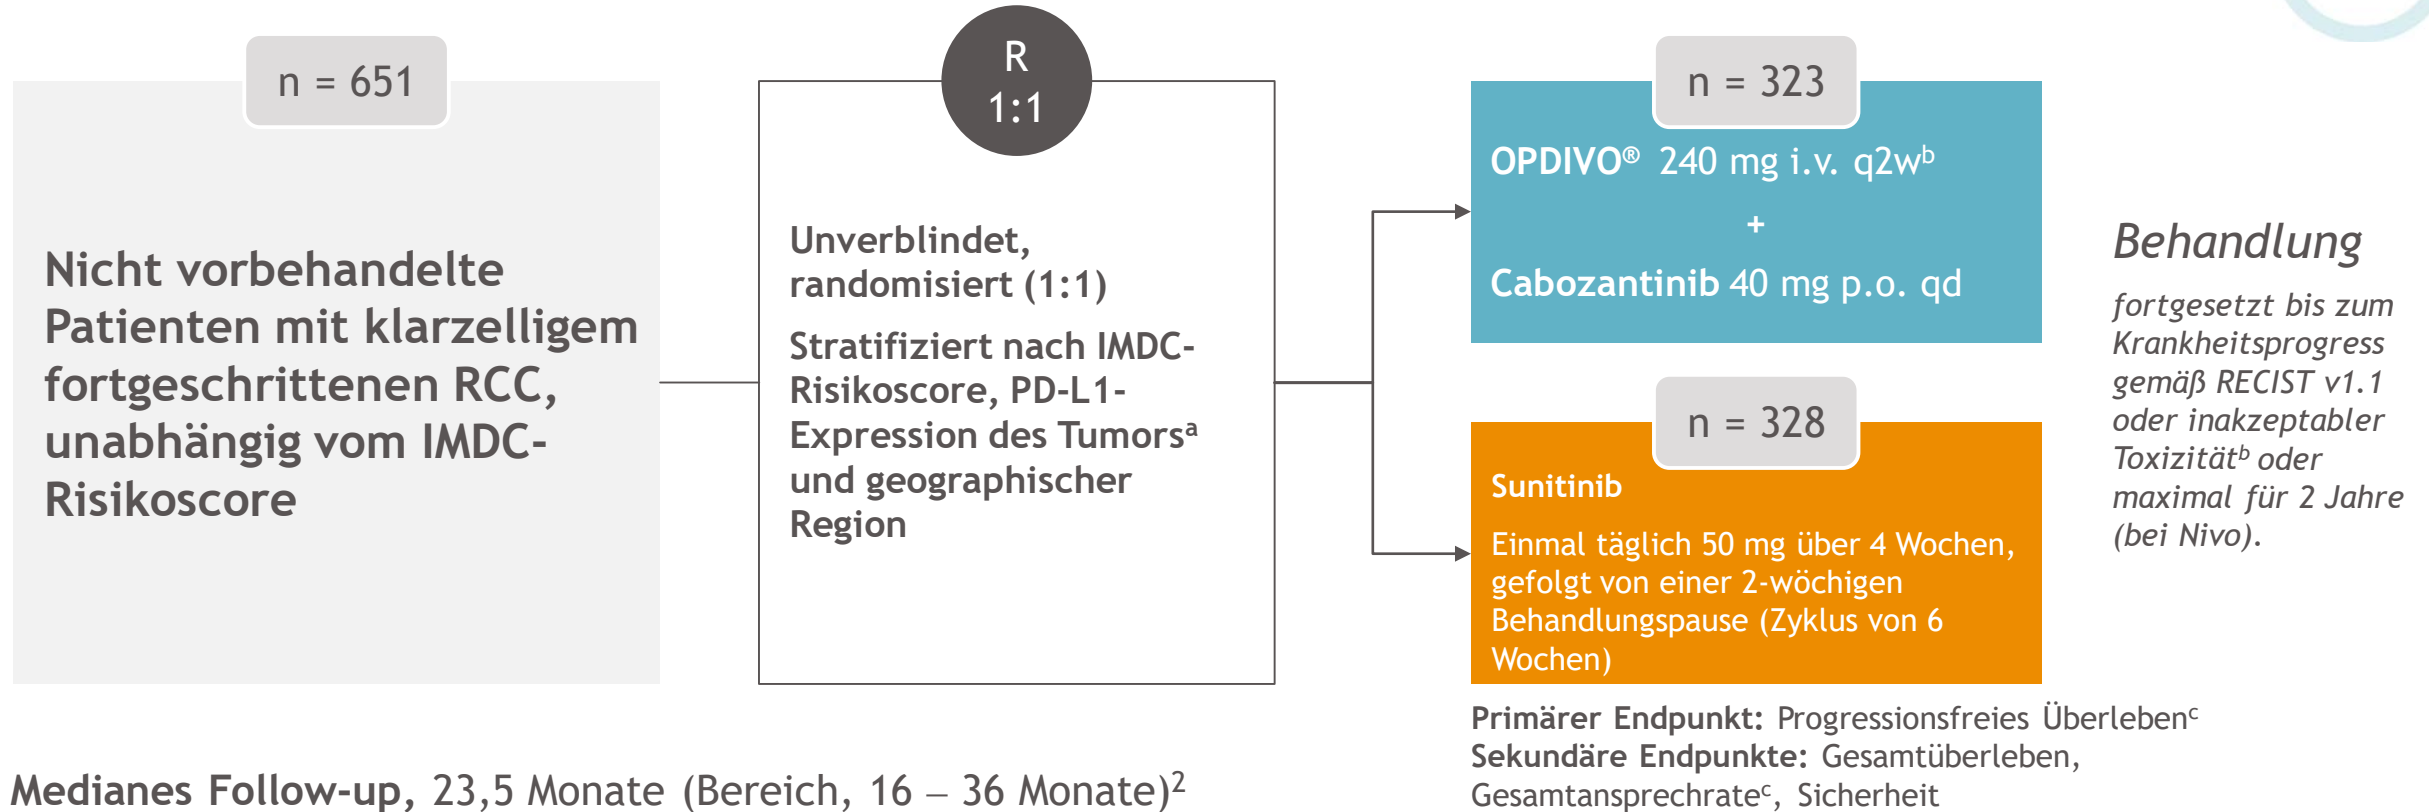 n = 651
Nicht vorbehandelte
Patienten mit klarzelligem
fortgeschrittenen RCC,
unabhängig vom IMDC-
Risikoscore
R
1:1
Unverblindet,
randomisiert (1:1)
Stratifiziert nach IMDC-
Risikoscore, PD-L1-
Expression des Tumorsᵃ
und geographischer
Region
n = 323
OPDIVO® 240 mg i.v. q2wᵇ
+
Cabozantinib 40 mg p.o. qd
n = 328
Sunitinib
Einmal täglich 50 mg über 4 Wochen,
gefolgt von einer 2-wöchigen
Behandlungspause (Zyklus von 6
Wochen)
Behandlung
fortgesetzt bis zum
Krankheitsprogress
gemäß RECIST v1.1
oder inakzeptabler
Toxizitätᵇ oder
maximal für 2 Jahre
(bei Nivo).
Primärer Endpunkt: Progressionsfreies Überlebenᶜ
Sekundäre Endpunkte: Gesamtüberleben,
Gesamtansprechrateᶜ, Sicherheit
Medianes Follow-up, 23,5 Monate (Bereich, 16 – 36 Monate)²